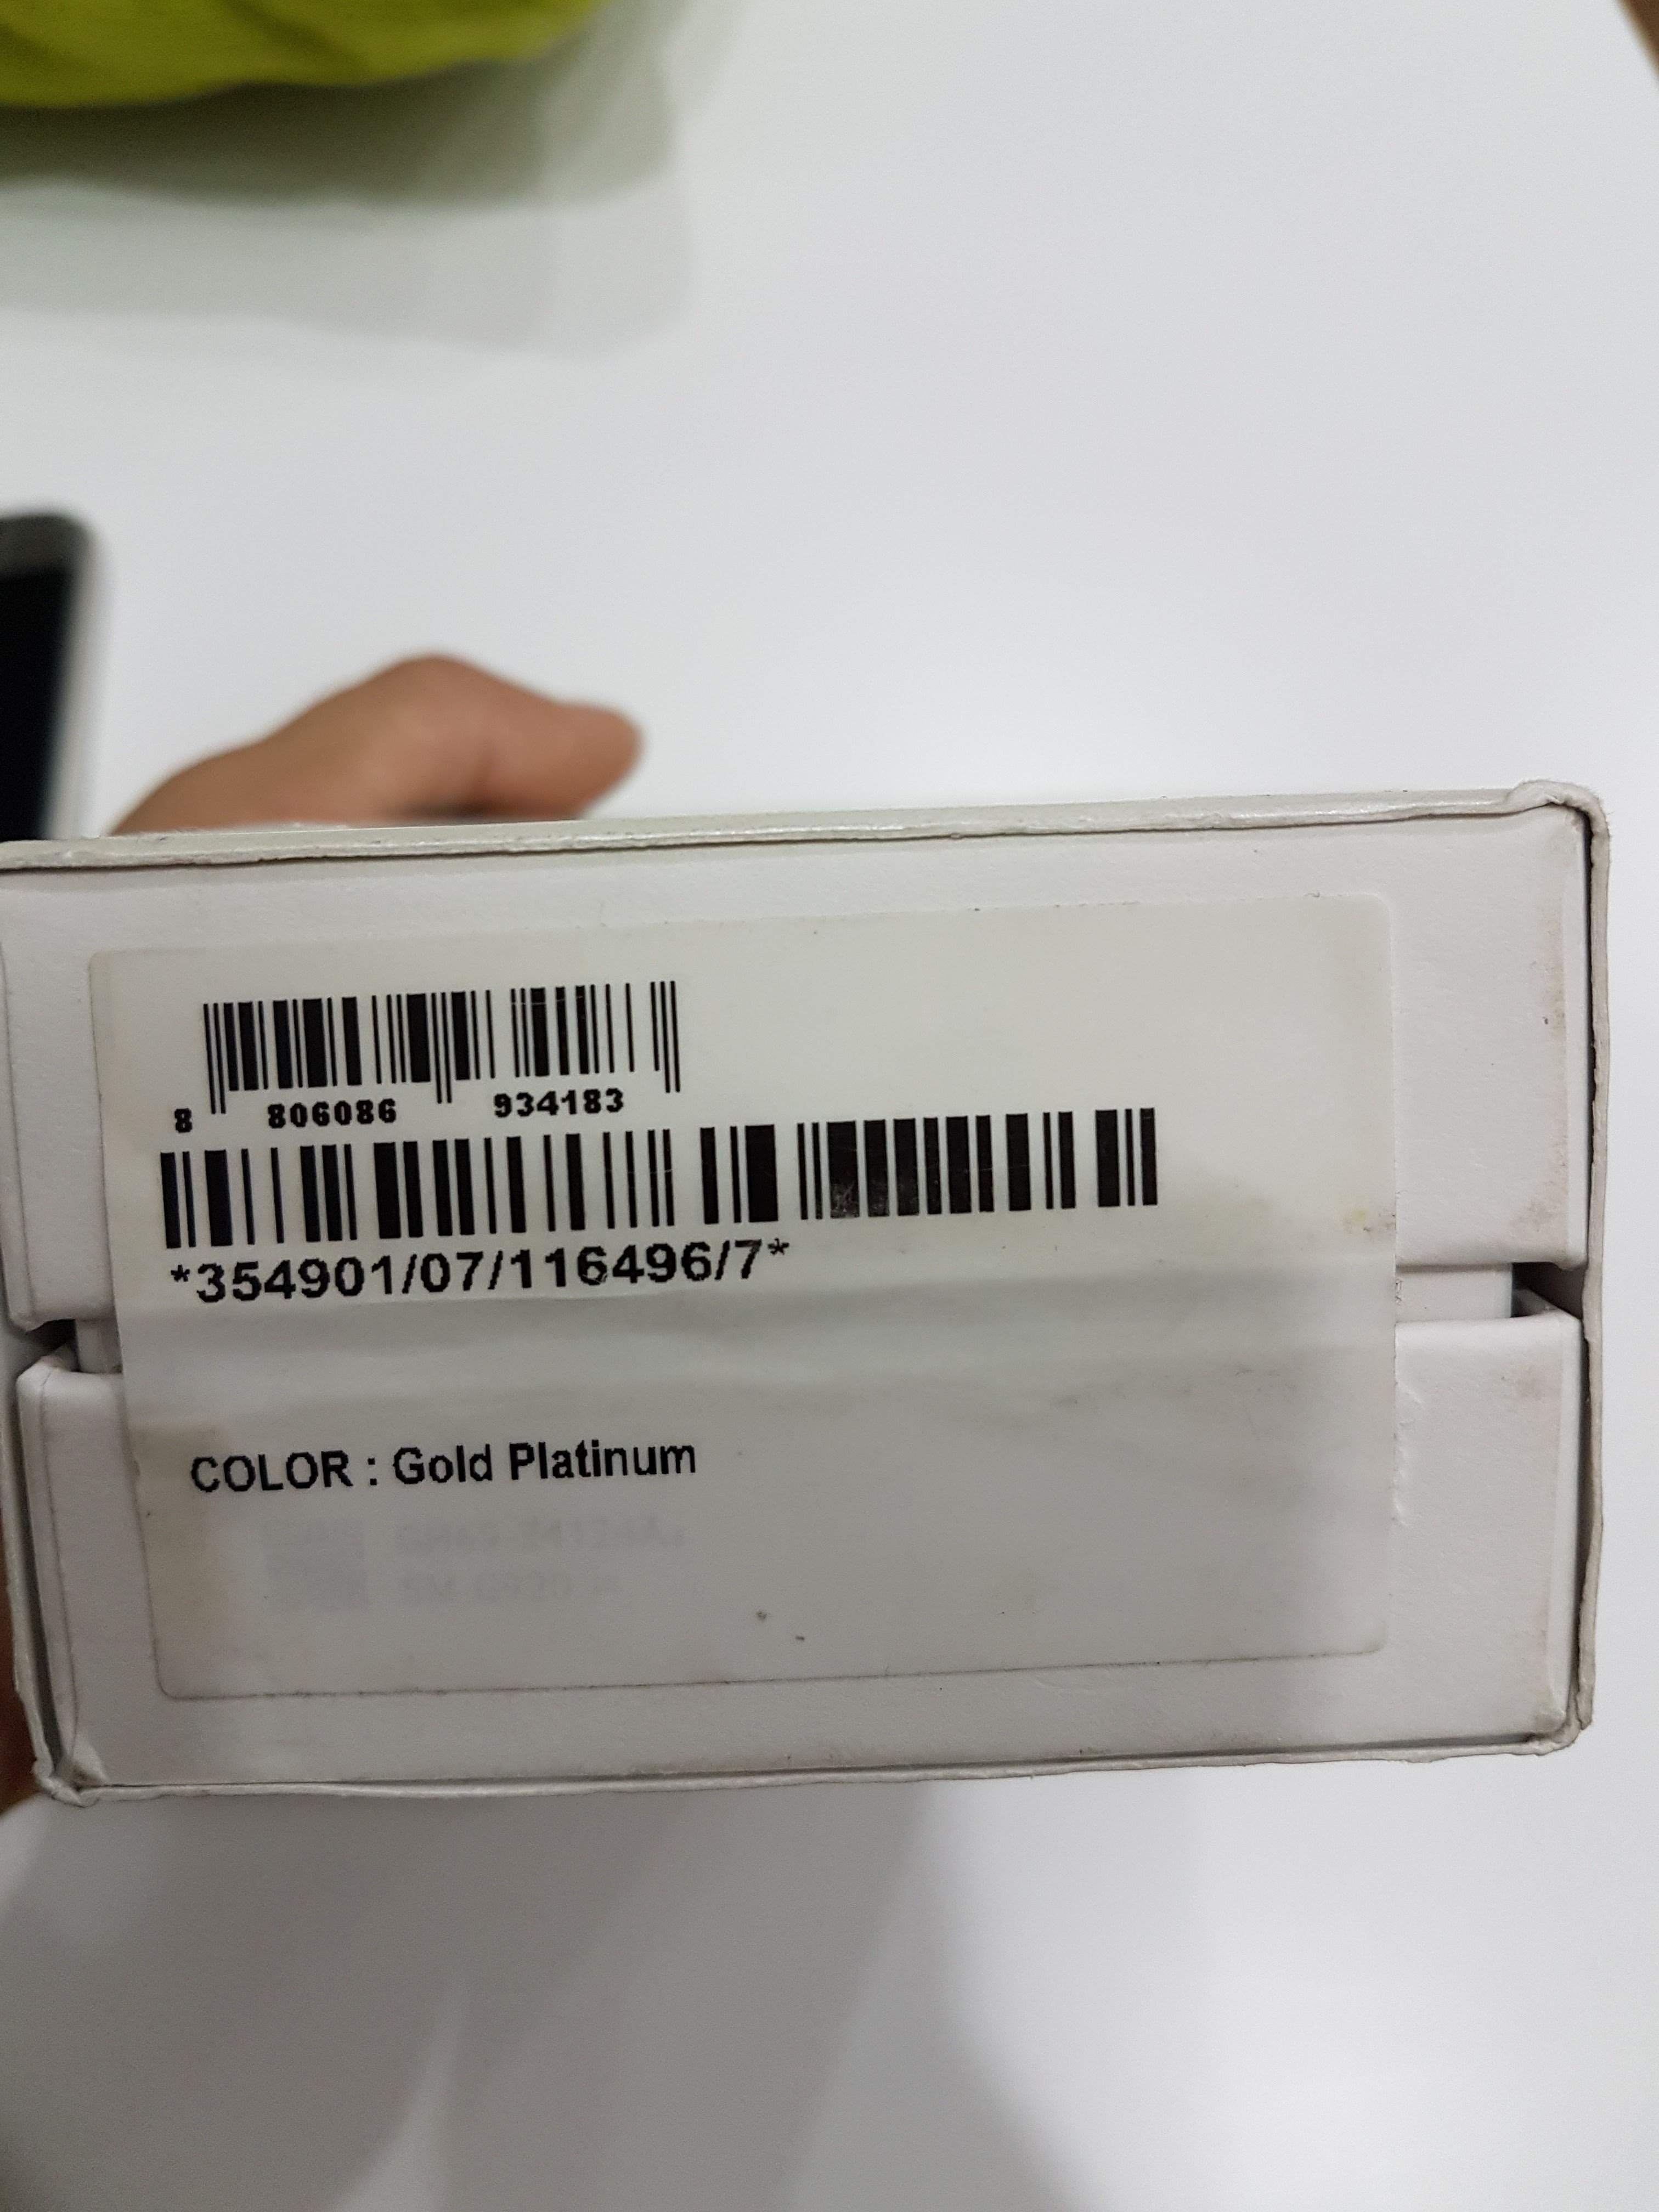 8 806086 934183
*354901/07/116496/7*
COLOR : Gold Platinum